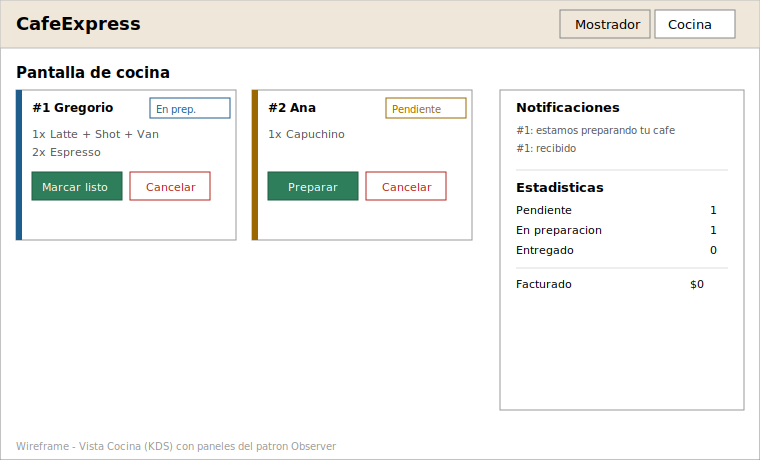 CafeExpress
Mostrador
Cocina
Pantalla de cocina
#1 Gregorio
En prep.
1x Latte + Shot + Van
2x Espresso
Marcar listo
Cancelar
#2 Ana
Pendiente
1x Capuchino
Preparar
Cancelar
Notificaciones
#1: estamos preparando tu cafe
#1: recibido
Estadisticas
Pendiente 1
En preparacion 1
Entregado 0
Facturado $0
Wireframe - Vista Cocina (KDS) con paneles del patron Observer